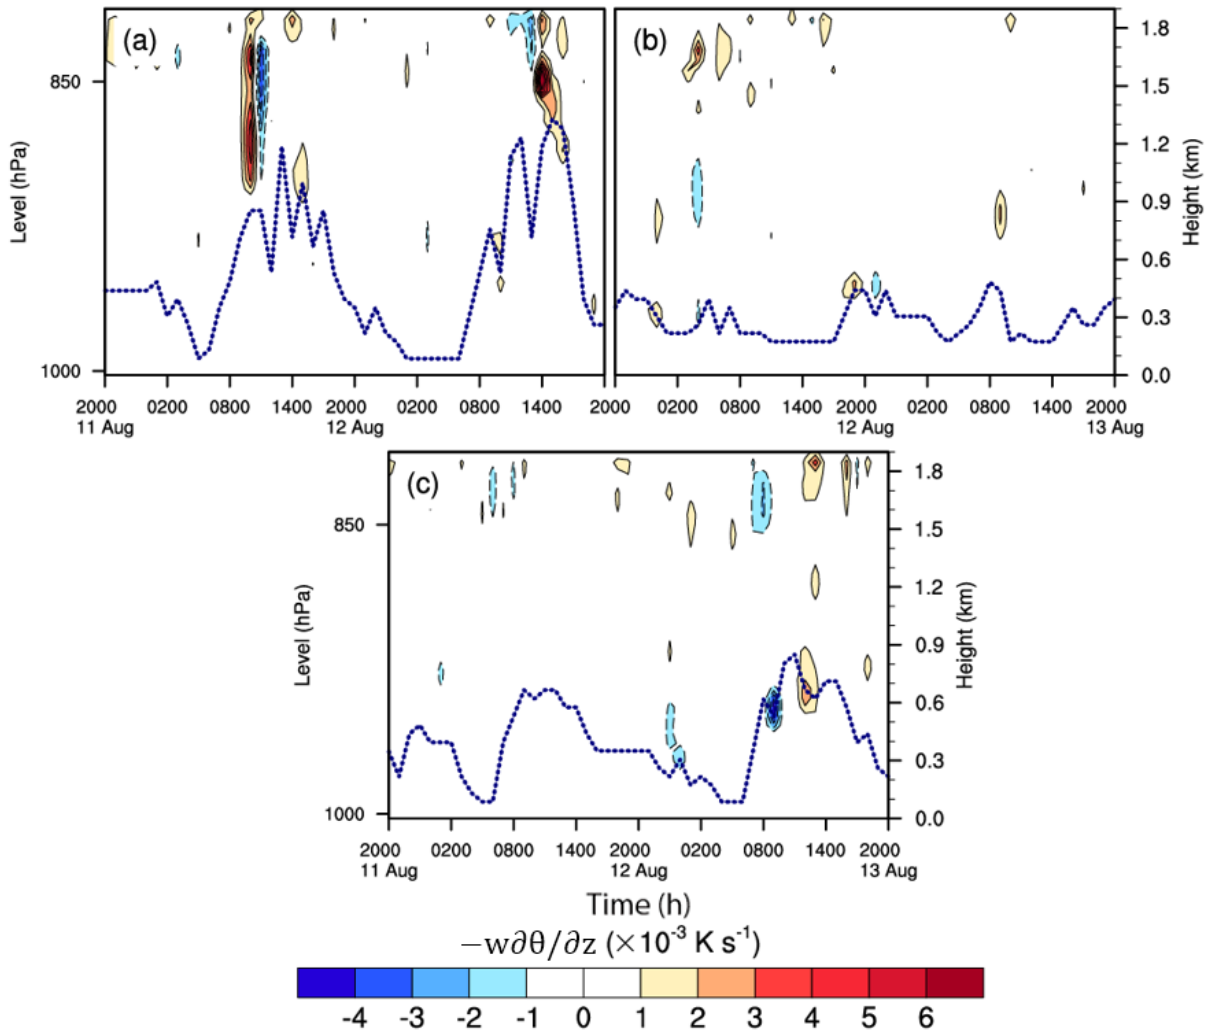 (a)
(b)
1.8
850
1.5
1.2
Level (hPa)
0.9
Height (km)
0.6
0.3
1000
0.0
2000 0200 0800 1400 2000 0200 0800 1400 2000 0200 0800 1400 2000 0200 0800 1400 2000
11 Aug 12 Aug 12 Aug 13 Aug
(c)
1.8
850
1.5
1.2
Level (hPa)
0.9
Height (km)
0.6
0.3
1000
0.0
2000 0200 0800 1400 2000 0200 0800 1400 2000
11 Aug 12 Aug 13 Aug
Time (h)
−w∂θ/∂z (×10⁻³ K s⁻¹)
-4 -3 -2 -1 0 1 2 3 4 5 6